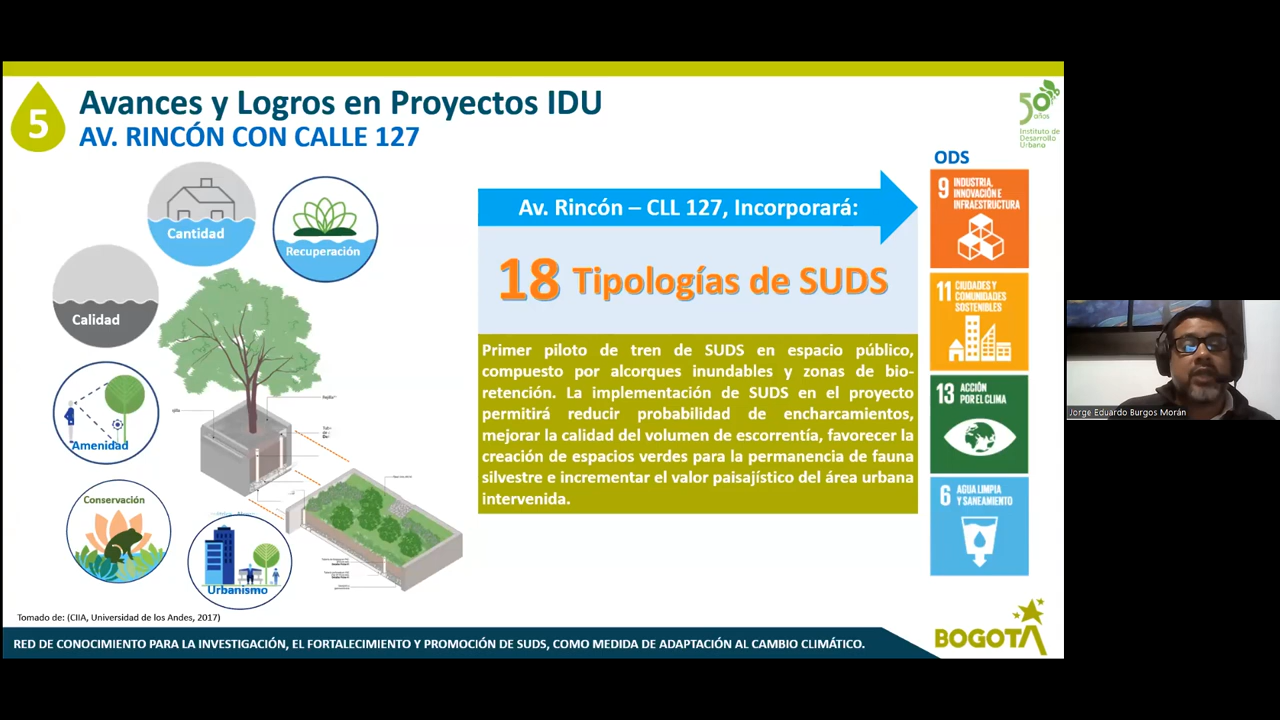 5
Avances y Logros en Proyectos IDU
AV. RINCÓN CON CALLE 127
50
años
Instituto de
Desarrollo
Urbano
Cantidad
Recuperación
Calidad
Amenidad
Conservación
Urbanismo
Av. Rincón – CLL 127, Incorporará:
18 Tipologías de SUDS
Primer piloto de tren de SUDS en espacio público,
compuesto por alcorques inundables y zonas de bio-
retención. La implementación de SUDS en el proyecto
permitirá reducir probabilidad de encharcamientos,
mejorar la calidad del volumen de escorrentía, favorecer la
creación de espacios verdes para la permanencia de fauna
silvestre e incrementar el valor paisajístico del área urbana
intervenida.
ODS
9 INDUSTRIA,
INNOVACIÓN E
INFRAESTRUCTURA
11 CIUDADES Y
COMUNIDADES
SOSTENIBLES
13 ACCIÓN
POR EL CLIMA
6 AGUA LIMPIA
Y SANEAMIENTO
Jorge Eduardo Burgos Morán
Tomado de: (CIIA, Universidad de los Andes, 2017)
RED DE CONOCIMIENTO PARA LA INVESTIGACIÓN, EL FORTALECIMIENTO Y PROMOCIÓN DE SUDS, COMO MEDIDA DE ADAPTACIÓN AL CAMBIO CLIMÁTICO.
BOGOTÁ